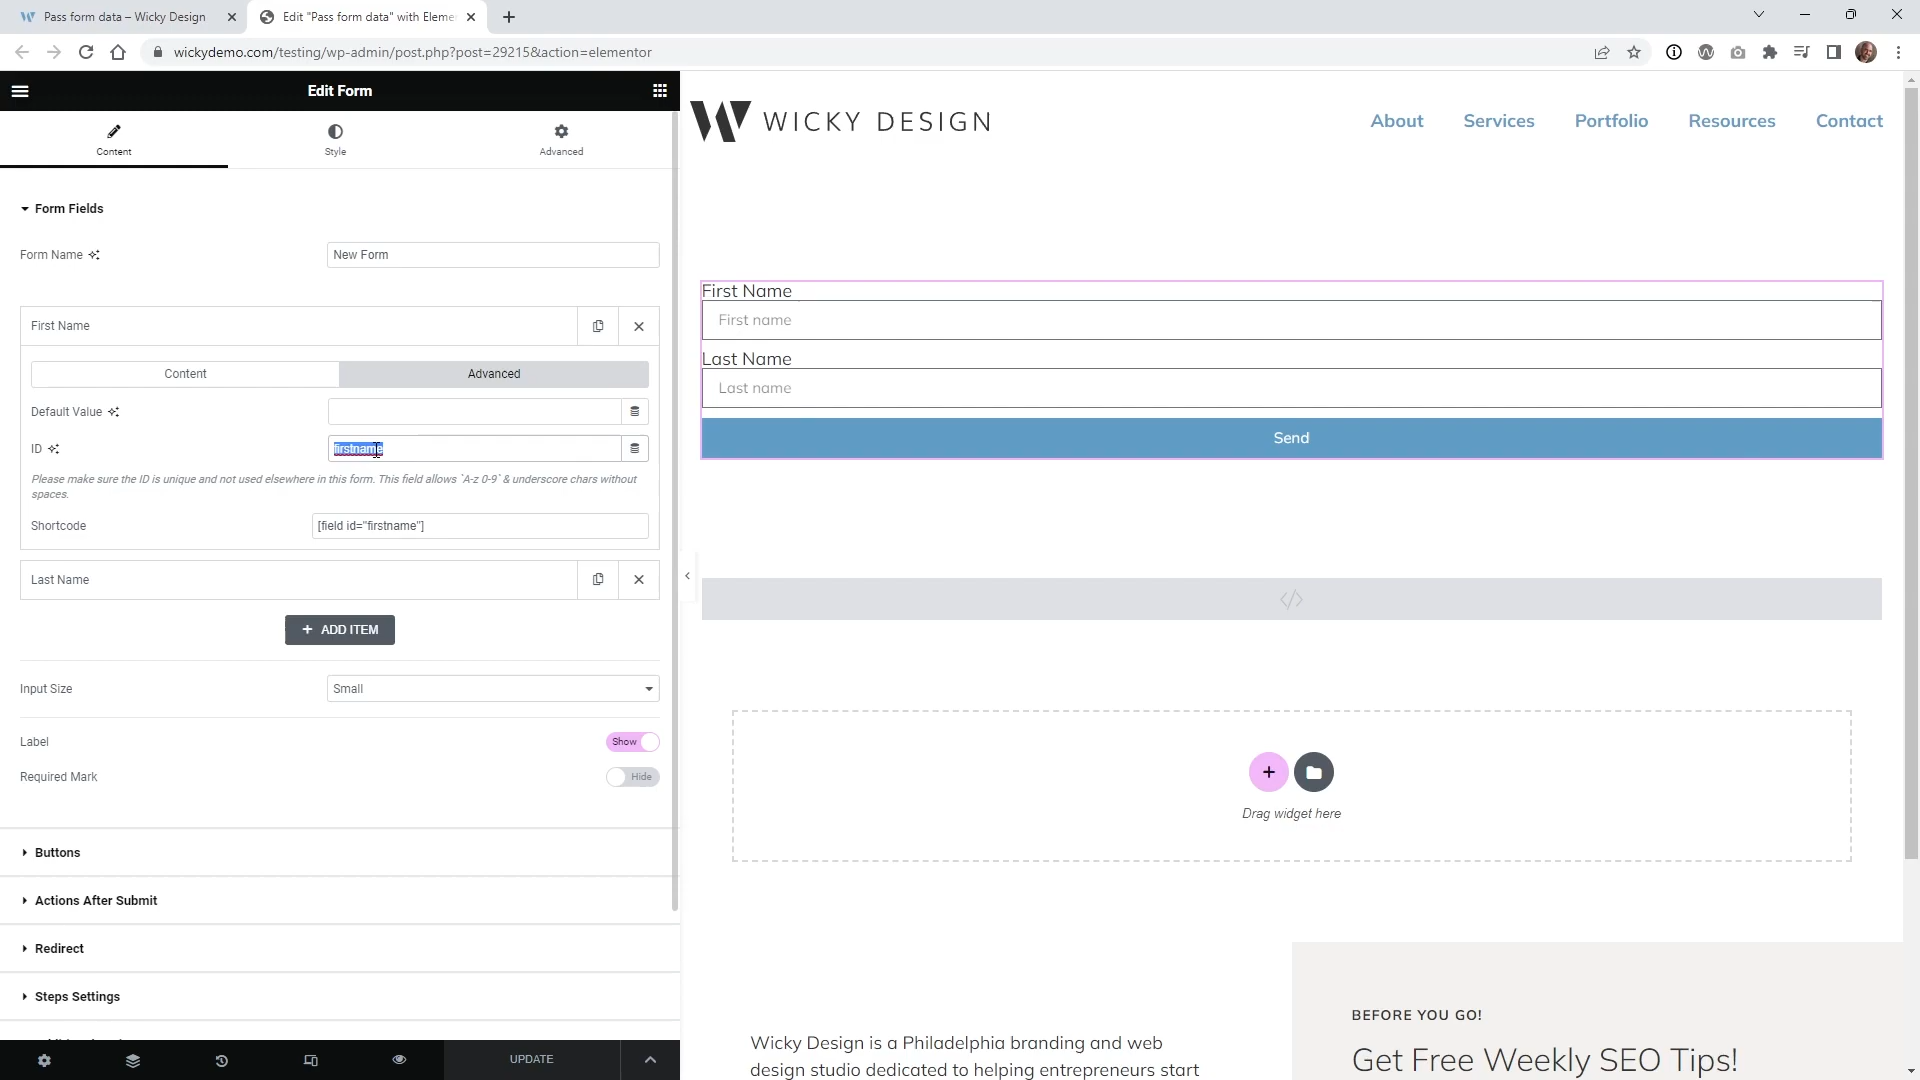 Pass form data – Wicky Design
Edit "Pass form data" with Eleme
wickydemo.com/testing/wp-admin/post.php?post=29215&action=elementor
Edit Form
Content
Style
Advanced
Form Fields
Form Name
New Form
First Name
Content
Advanced
Default Value
ID
firstname
Please make sure the ID is unique and not used elsewhere in this form. This field allows `A-z 0-9` & underscore chars without
spaces.
Shortcode
[field id="firstname"]
Last Name
ADD ITEM
Input Size
Small
Label
Show
Required Mark
Hide
Buttons
Actions After Submit
Redirect
Steps Settings
UPDATE
WICKY DESIGN
About
Services
Portfolio
Resources
Contact
First Name
First name
Last Name
Last name
Send
Drag widget here
Wicky Design is a Philadelphia branding and web
design studio dedicated to helping entrepreneurs start
BEFORE YOU GO!
Get Free Weekly SEO Tips!